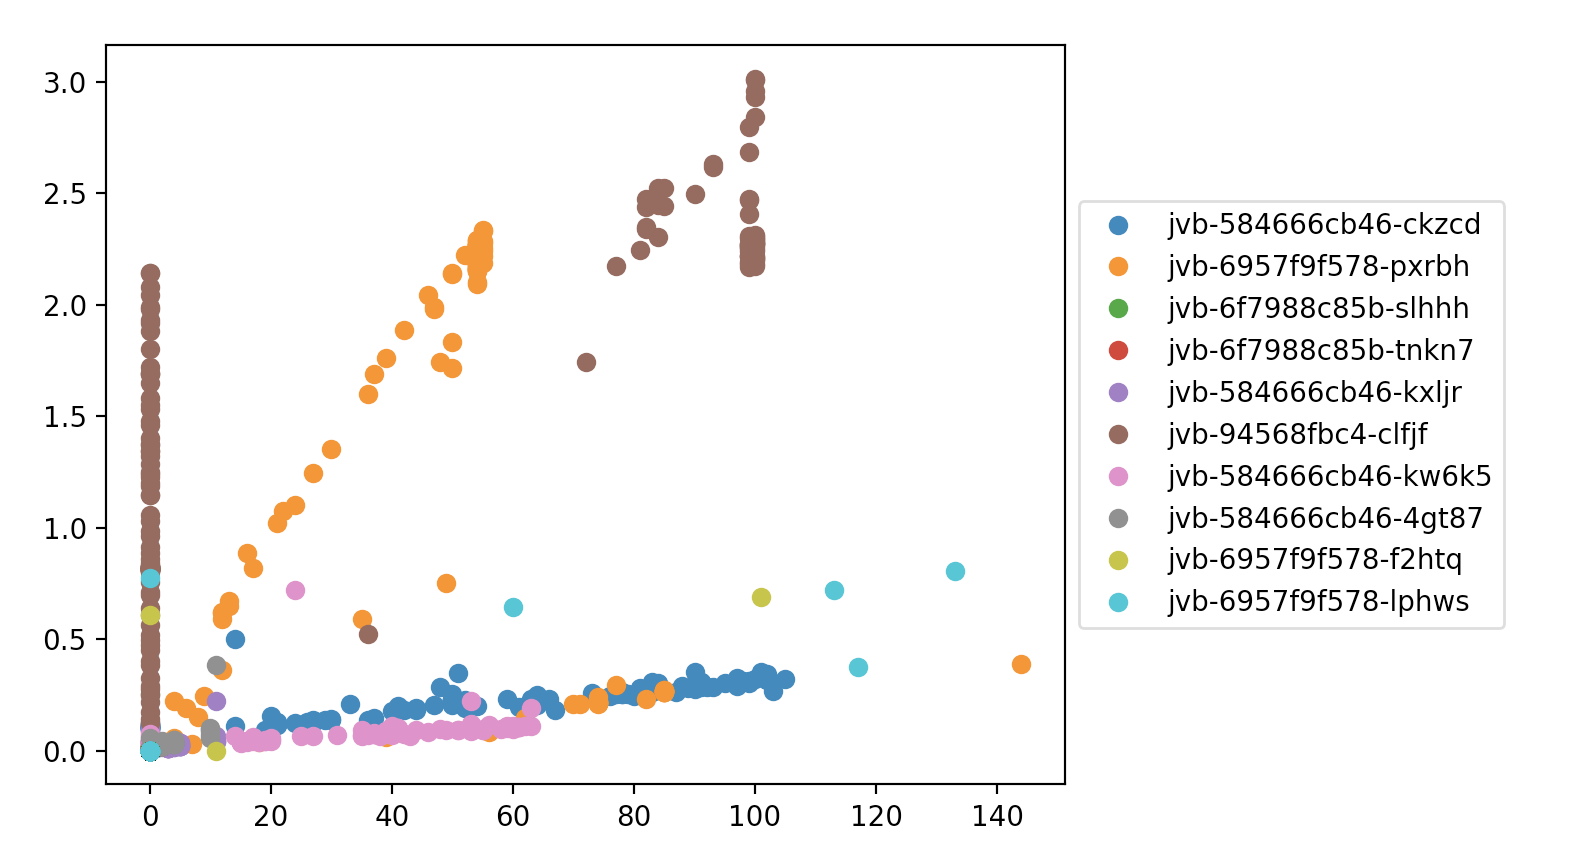 3.0
2.5
2.0
1.5
1.0
0.5
0.0
0 20 40 60 80 100 120 140
jvb-584666cb46-ckzcd
jvb-6957f9f578-pxrbh
jvb-6f7988c85b-slhhh
jvb-6f7988c85b-tnkn7
jvb-584666cb46-kxljr
jvb-94568fbc4-clfjf
jvb-584666cb46-kw6k5
jvb-584666cb46-4gt87
jvb-6957f9f578-f2htq
jvb-6957f9f578-lphws